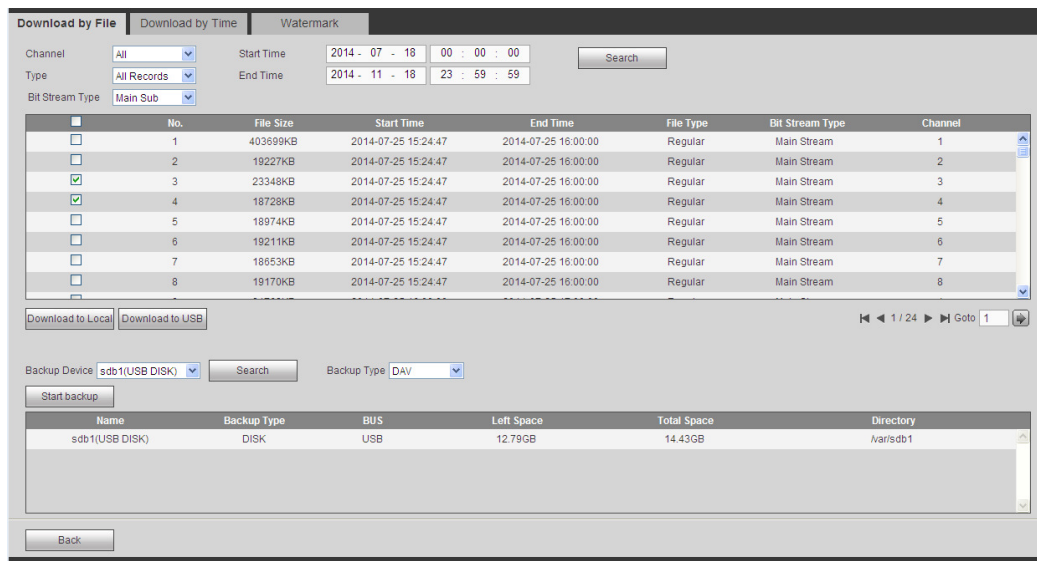 Download by File Download by Time Watermark
Channel All Start Time 2014 - 07 - 18 00 : 00 : 00 Search
Type All Records End Time 2014 - 11 - 18 23 : 59 : 59
Bit Stream Type Main Sub
No. File Size Start Time End Time File Type Bit Stream Type Channel
1 403699KB 2014-07-25 15:24:47 2014-07-25 16:00:00 Regular Main Stream 1
2 19227KB 2014-07-25 15:24:47 2014-07-25 16:00:00 Regular Main Stream 2
3 23348KB 2014-07-25 15:24:47 2014-07-25 16:00:00 Regular Main Stream 3
4 18728KB 2014-07-25 15:24:47 2014-07-25 16:00:00 Regular Main Stream 4
5 18974KB 2014-07-25 15:24:47 2014-07-25 16:00:00 Regular Main Stream 5
6 19211KB 2014-07-25 15:24:47 2014-07-25 16:00:00 Regular Main Stream 6
7 18653KB 2014-07-25 15:24:47 2014-07-25 16:00:00 Regular Main Stream 7
8 19170KB 2014-07-25 15:24:47 2014-07-25 16:00:00 Regular Main Stream 8
Download to Local Download to USB 1 / 24 Goto 1
Backup Device sdb1(USB DISK) Search Backup Type DAV
Start backup
Name Backup Type BUS Left Space Total Space Directory
sdb1(USB DISK) DISK USB 12.79GB 14.43GB /var/sdb1
Back